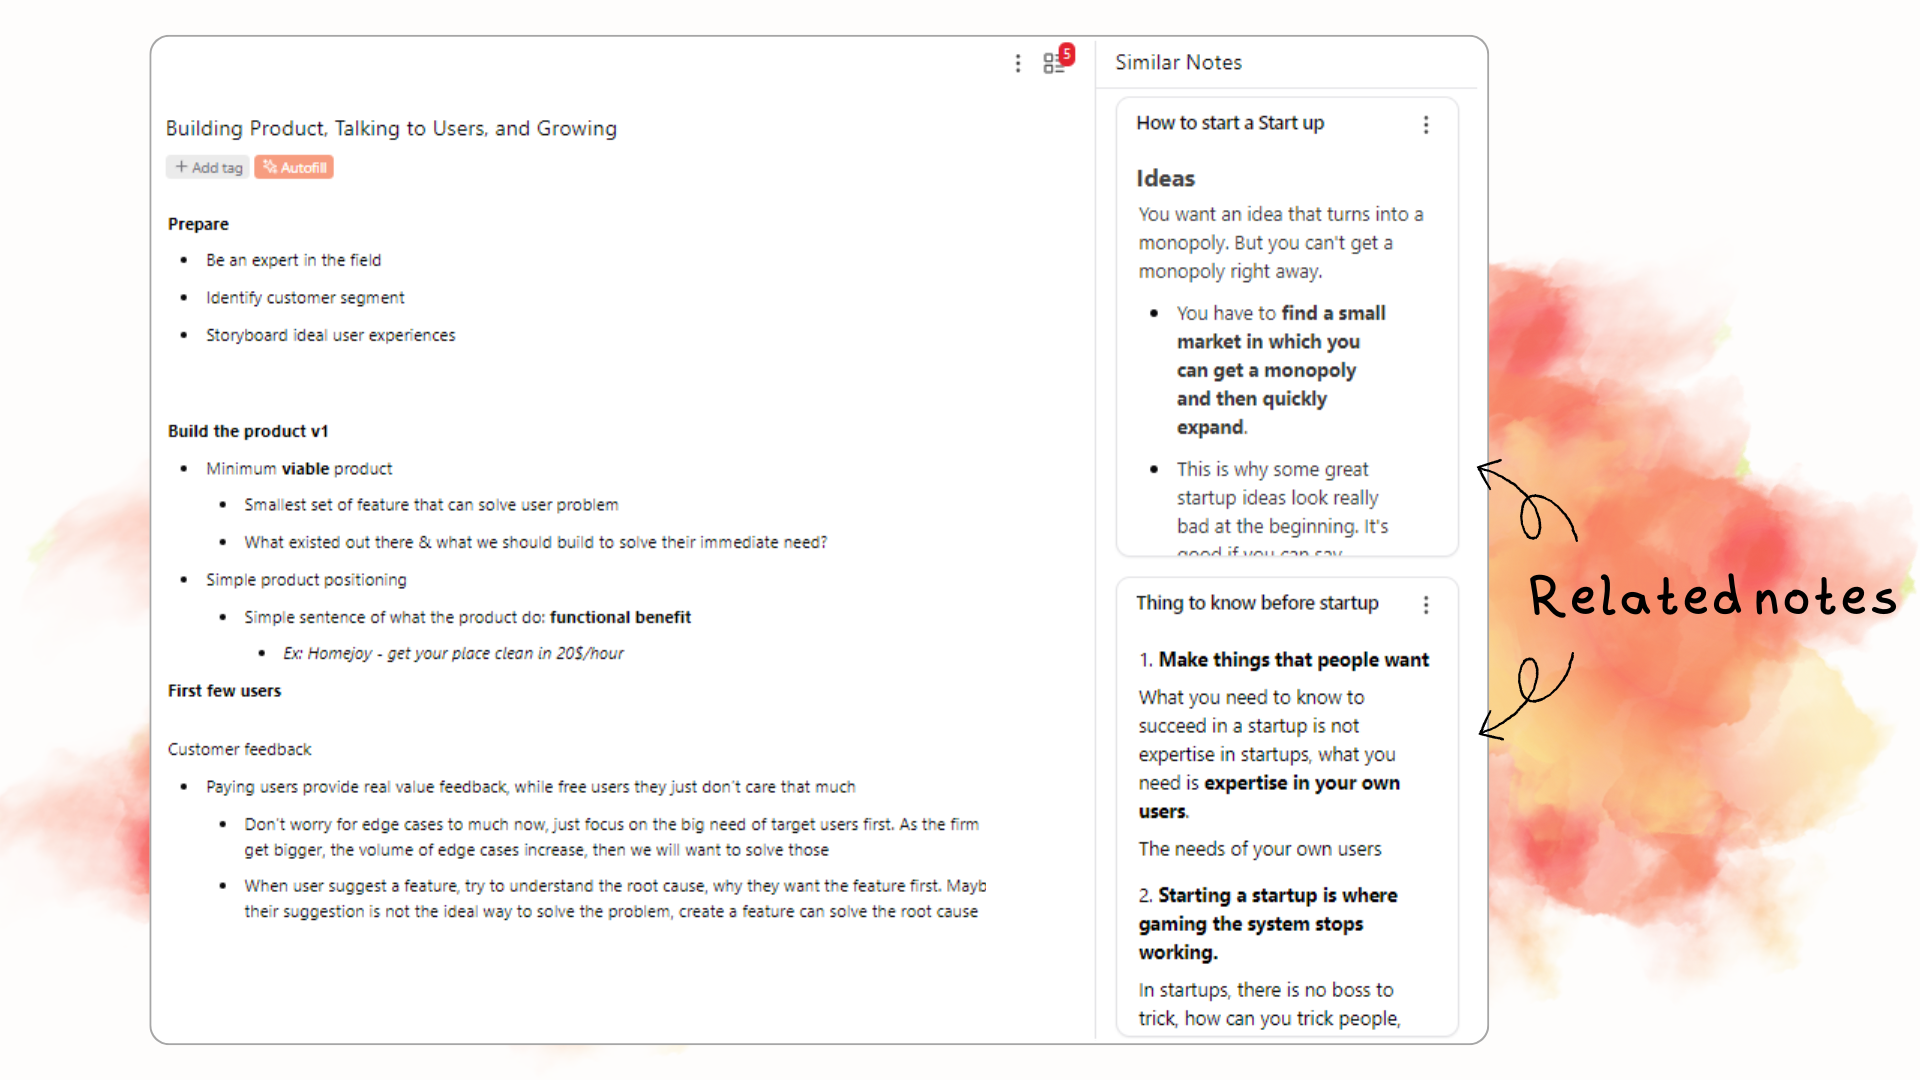 5
Building Product, Talking to Users, and Growing
+ Add tag Autofill
Prepare
• Be an expert in the field
• Identify customer segment
• Storyboard ideal user experiences
Build the product v1
• Minimum viable product
• Smallest set of feature that can solve user problem
• What existed out there & what we should build to solve their immediate need?
• Simple product positioning
• Simple sentence of what the product do: functional benefit
• Ex: Homejoy - get your place clean in 20$/hour
First few users
Customer feedback
• Paying users provide real value feedback, while free users they just don't care that much
• Don't worry for edge cases to much now, just focus on the big need of target users first. As the firm
get bigger, the volume of edge cases increase, then we will want to solve those
• When user suggest a feature, try to understand the root cause, why they want the feature first. Mayb
their suggestion is not the ideal way to solve the problem, create a feature can solve the root cause
Similar Notes
How to start a Start up
Ideas
You want an idea that turns into a
monopoly. But you can't get a
monopoly right away.
• You have to find a small
market in which you
can get a monopoly
and then quickly
expand.
• This is why some great
startup ideas look really
bad at the beginning. It's
good if you can say
Thing to know before startup
1. Make things that people want
What you need to know to
succeed in a startup is not
expertise in startups, what you
need is expertise in your own
users.
The needs of your own users
2. Starting a startup is where
gaming the system stops
working.
In startups, there is no boss to
trick, how can you trick people,
Related notes